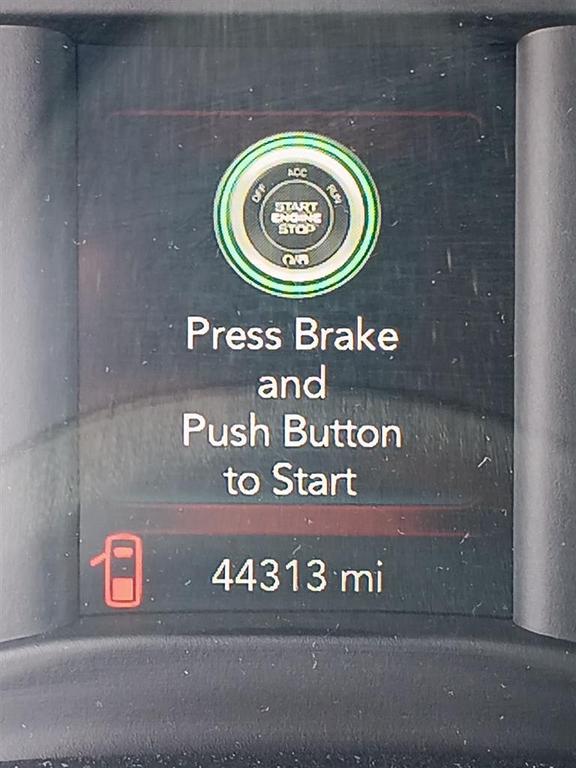 OFF ACC RUN
START
ENGINE
STOP
Press Brake
and
Push Button
to Start
44313 mi